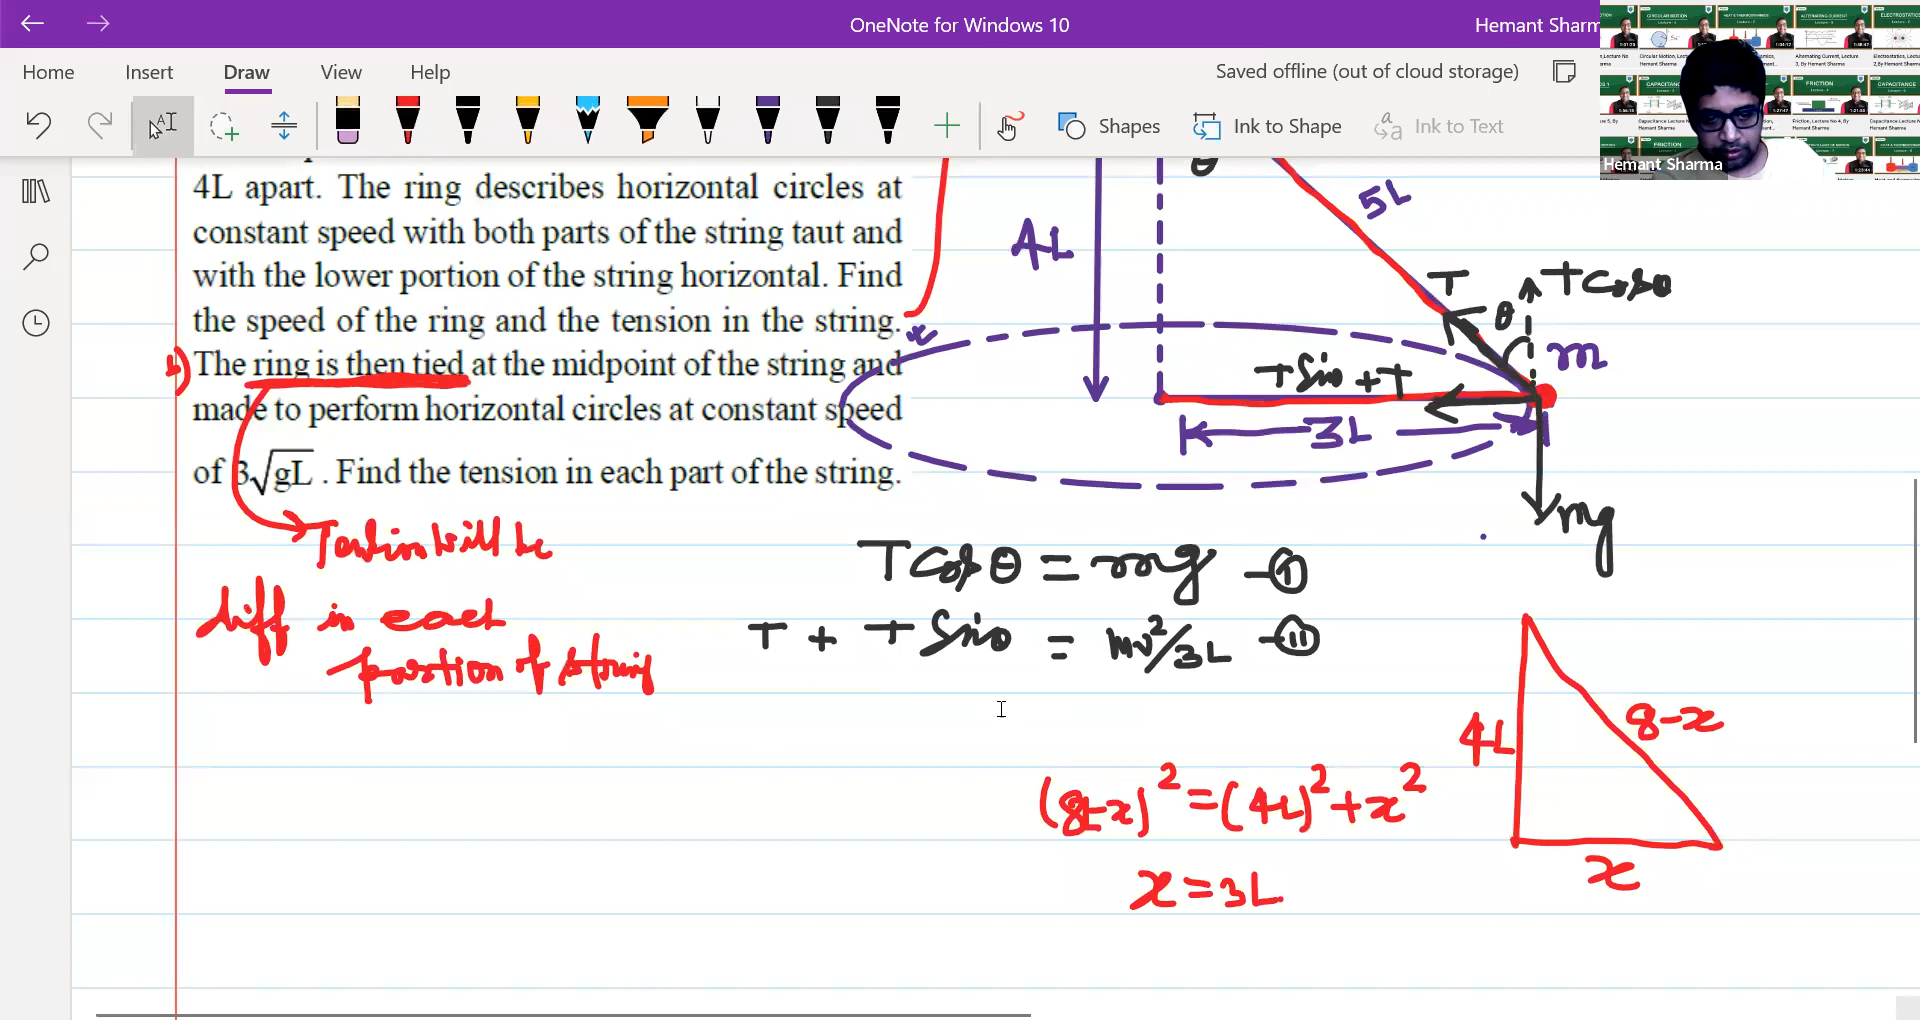 OneNote for Windows 10
Hemant Sharm
Home Insert Draw View Help
Saved offline (out of cloud storage)
Shapes
Ink to Shape
Ink to Text
Hemant Sharma
4L apart. The ring describes horizontal circles at
constant speed with both parts of the string taut and
with the lower portion of the string horizontal. Find
the speed of the ring and the tension in the string.
b) The ring is then tied at the midpoint of the string and
made to perform horizontal circles at constant speed
of 3√gL . Find the tension in each part of the string.
Tension will be
diff in each
portion of string
θ
5L
4L
T
T Cosθ
θ
m
T Sinθ + T
3L
mg
T Cosθ = mg - (I)
T + T Sinθ = mv²/3L - (II)
4L
8-x
x
(8L-x)² = (4L)² + x²
x = 3L